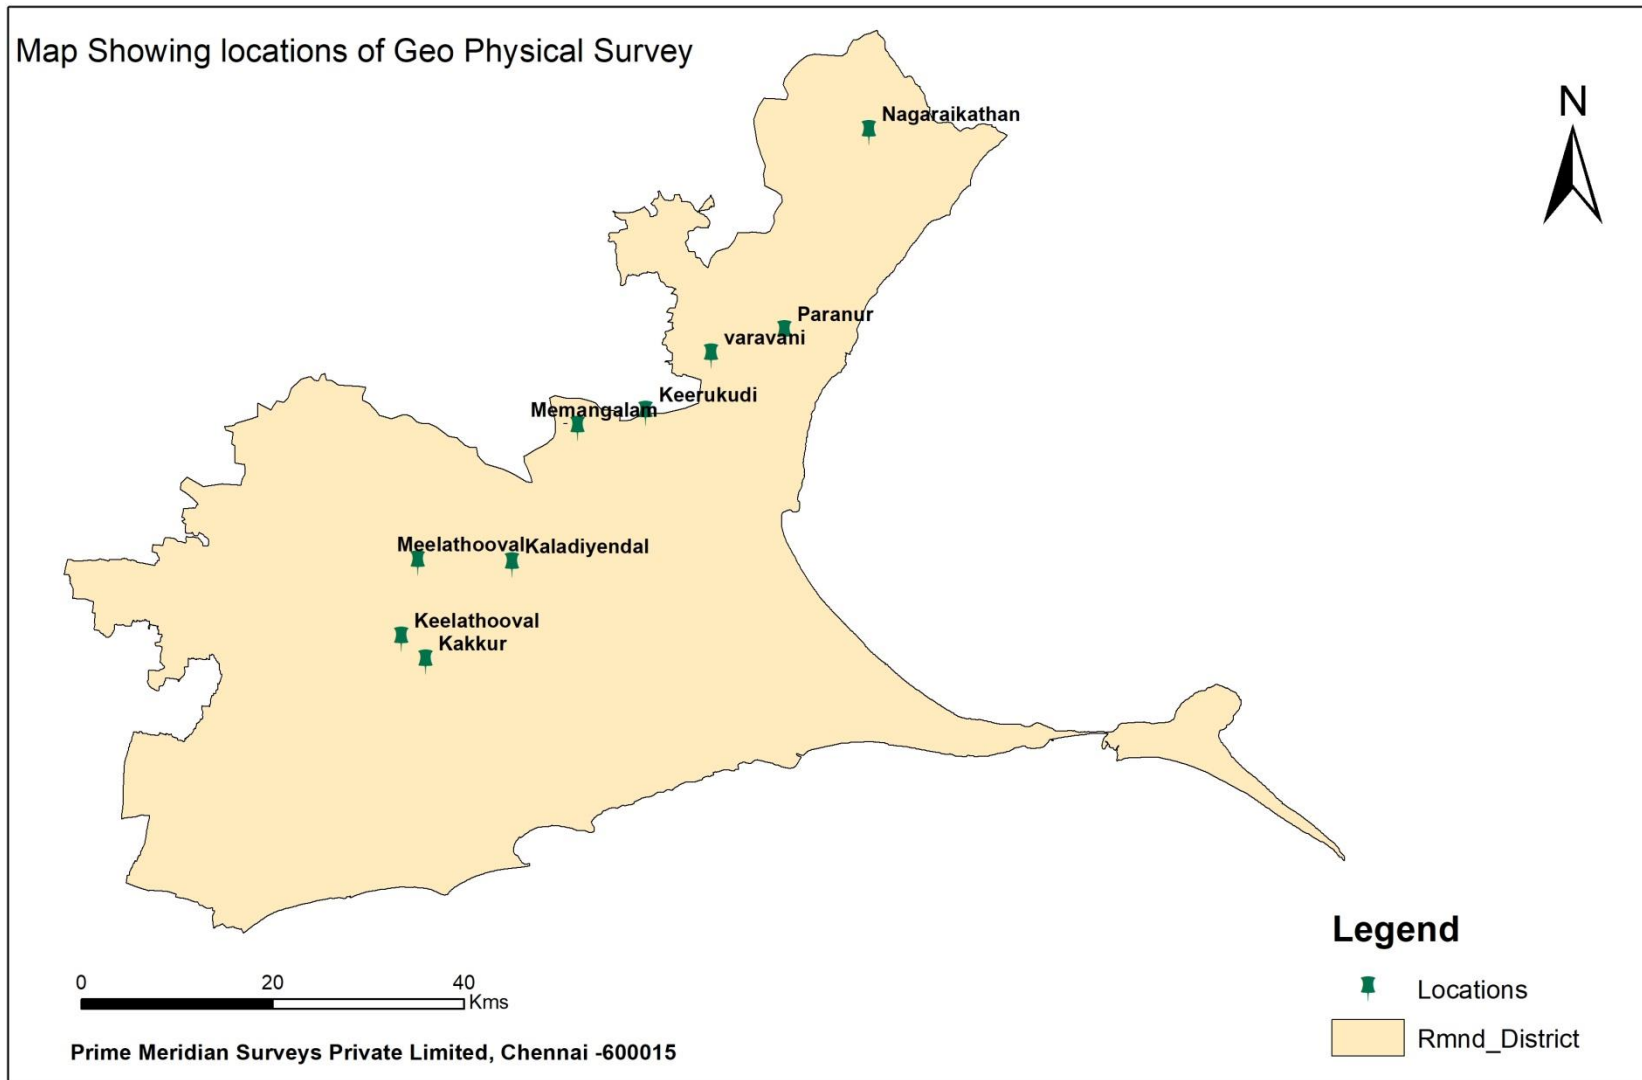 Map Showing locations of Geo Physical Survey
N
Nagaraikathan
Paranur
varavani
Keerukudi
Memangalam
Meelathooval
Kaladiyendal
Keelathooval
Kakkur
Legend
Locations
Rmnd_District
0 20 40
Kms
Prime Meridian Surveys Private Limited, Chennai -600015